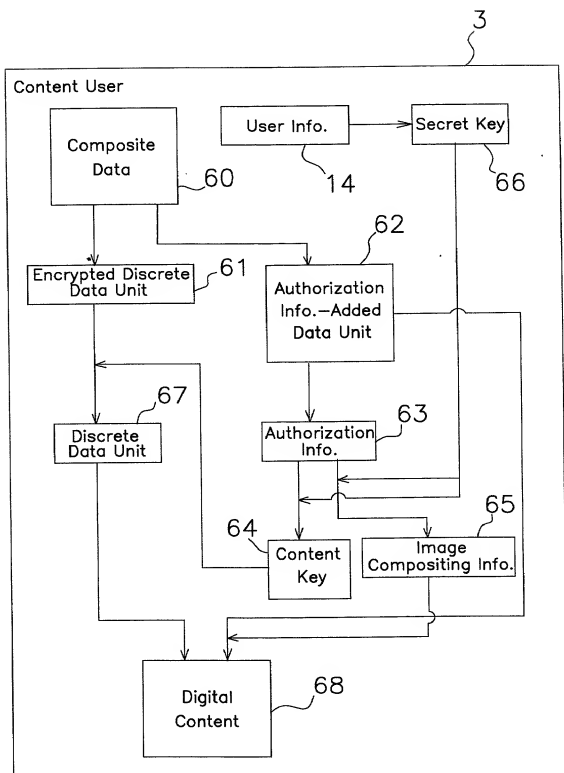 3
Content User
Composite
Data
60
User Info.
14
Secret Key
66
Encrypted Discrete
Data Unit
61
62
Authorization
Info.–Added
Data Unit
67
Discrete
Data Unit
63
Authorization
Info.
64
Content
Key
65
Image
Compositing Info.
Digital
Content
68